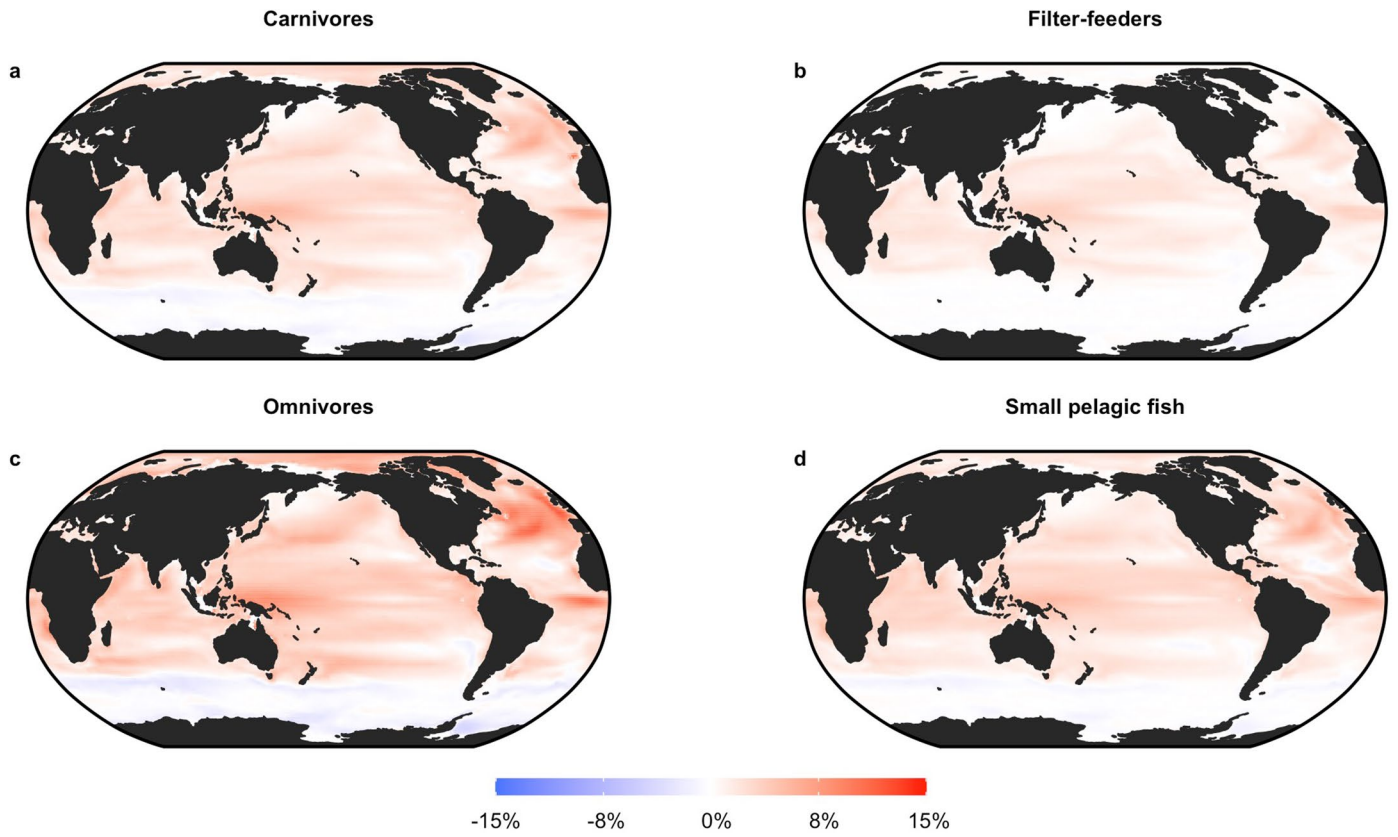 Carnivores
Filter-feeders
a
b
Omnivores
Small pelagic fish
c
d
-15%
-8%
0%
8%
15%